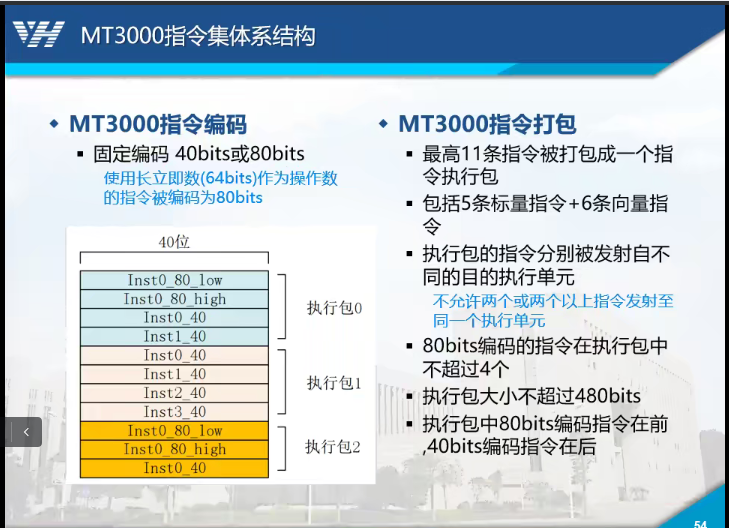 MT3000指令集体系结构
MT3000指令编码
固定编码 40bits或80bits
使用长立即数(64bits)作为操作数
的指令被编码为80bits
40位
Inst0_80_low
Inst0_80_high
Inst0_40
Inst1_40
执行包0
Inst0_40
Inst1_40
Inst2_40
Inst3_40
执行包1
Inst0_80_low
Inst0_80_high
Inst0_40
执行包2
MT3000指令打包
最高11条指令被打包成一个指
令执行包
包括5条标量指令+6条向量指
令
执行包的指令分别被发射自不
同的目的执行单元
不允许两个或两个以上指令发射至
同一个执行单元
80bits编码的指令在执行包中
不超过4个
执行包大小不超过480bits
执行包中80bits编码指令在前
,40bits编码指令在后
54